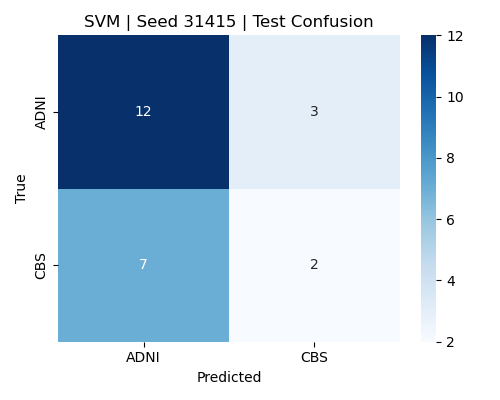 SVM | Seed 31415 | Test Confusion
ADNI
CBS
True
12
3
7
2
ADNI
CBS
Predicted
12
10
8
6
4
2